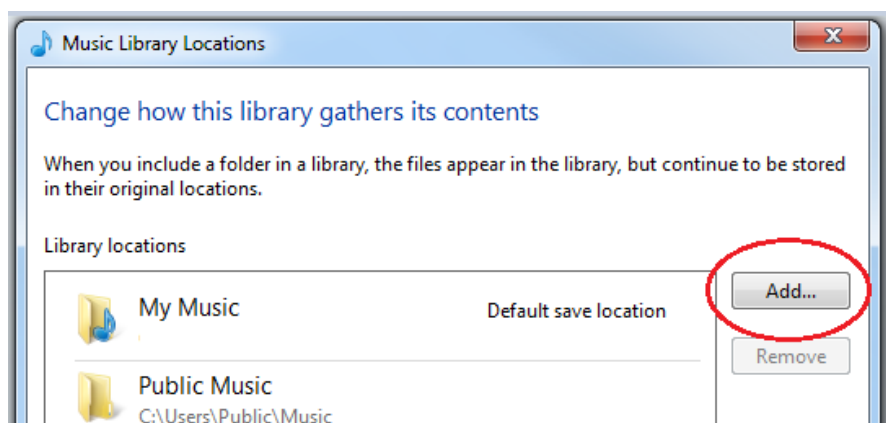 Music Library Locations
Change how this library gathers its contents
When you include a folder in a library, the files appear in the library, but continue to be stored
in their original locations.
Library locations
My Music
Default save location
Add...
Remove
Public Music
C:\Users\Public\Music